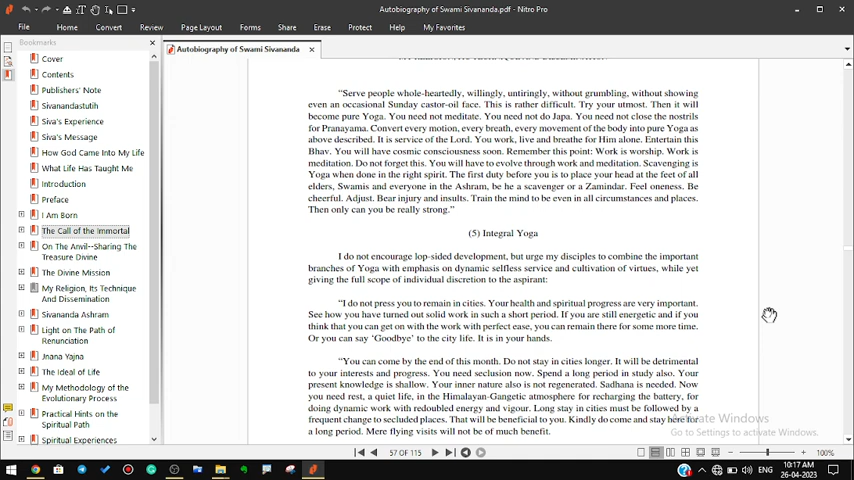 Autobiography of Swami Sivananda.pdf - Nitro Pro
File Home Convert Review Page Layout Forms Share Erase Protect Help My Favorites
Bookmarks
Autobiography of Swami Sivananda
Cover
Contents
Publishers' Note
Sivanandastutih
Siva's Experience
Siva's Message
How God Came Into My Life
What Life Has Taught Me
Introduction
Preface
I Am Born
The Call of the Immortal
On The Anvil--Sharing The
Treasure Divine
The Divine Mission
My Religion, Its Technique
And Dissemination
Sivananda Ashram
Light on The Path of
Renunciation
Jnana Yajna
The Ideal of Life
My Methodology of the
Evolutionary Process
Practical Hints on the
Spiritual Path
Spiritual Experiences
“Serve people whole-heartedly, willingly, untiringly, without grumbling, without showing
even an occasional Sunday castor-oil face. This is rather difficult. Try your utmost. Then it will
become pure Yoga. You need not meditate. You need not do Japa. You need not close the nostrils
for Pranayama. Convert every motion, every breath, every movement of the body into pure Yoga as
above described. It is service of the Lord. You work, live and breathe for Him alone. Entertain this
Bhav. You will have cosmic consciousness soon. Remember this point: Work is worship. Work is
meditation. Do not forget this. You will have to evolve through work and meditation. Scavenging is
Yoga when done in the right spirit. The first duty before you is to place your head at the feet of all
elders, Swamis and everyone in the Ashram, be he a scavenger or a Zamindar. Feel oneness. Be
cheerful. Adjust. Bear injury and insults. Train the mind to be even in all circumstances and places.
Then only can you be really strong.”
(5) Integral Yoga
I do not encourage lop-sided development, but urge my disciples to combine the important
branches of Yoga with emphasis on dynamic selfless service and cultivation of virtues, while yet
giving the full scope of individual discretion to the aspirant:
“I do not press you to remain in cities. Your health and spiritual progress are very important.
See how you have turned out solid work in such a short period. If you are still energetic and if you
think that you can get on with the work with perfect ease, you can remain there for some more time.
Or you can say ‘Goodbye’ to the city life. It is in your hands.
“You can come by the end of this month. Do not stay in cities longer. It will be detrimental
to your interests and progress. You need seclusion now. Spend a long period in study also. Your
present knowledge is shallow. Your inner nature also is not regenerated. Sadhana is needed. Now
you need rest, a quiet life, in the Himalayan-Gangetic atmosphere for recharging the battery, for
doing dynamic work with redoubled energy and vigour. Long stay in cities must be followed by a
frequent change to secluded places. That will be beneficial to you. Kindly do come and stay here for
a long period. Mere flying visits will not be of much benefit.
Activate Windows
Go to Settings to activate Windows.
57 OF 115
100%
ENG
10:17 AM
26-04-2023